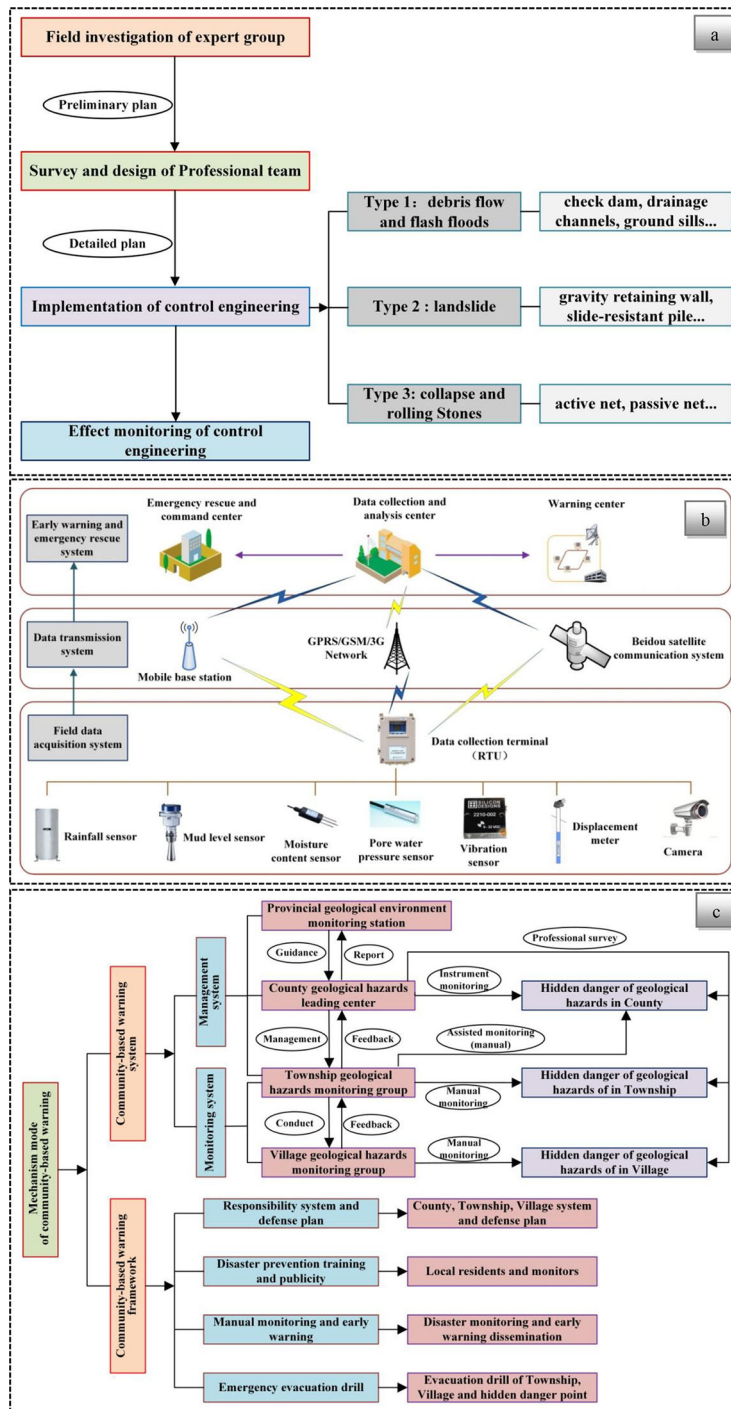 a
Field investigation of expert group
Preliminary plan
Survey and design of Professional team
Detailed plan
Implementation of control engineering
Effect monitoring of control
engineering
Type 1：debris flow
and flash floods
check dam, drainage
channels, ground sills...
Type 2 : landslide
gravity retaining wall,
slide-resistant pile...
Type 3: collapse and
rolling Stones
active net, passive net...
b
Early warning and
emergency rescue
system
Emergency rescue and
command center
Data collection and
analysis center
Warning center
Data transmission
system
Mobile base station
GPRS/GSM/3G
Network
Beidou satellite
communication system
Field data
acquisition system
Data collection terminal
（RTU）
Rainfall sensor
Mud level sensor
Moisture
content sensor
Pore water
pressure sensor
SILICON
DESIGNS
2210-002
Vibration
sensor
Displacement
meter
Camera
c
Mechanism mode
of community-based warning
Community-based warning
system
Management
system
Monitoring system
Provincial geological environment
monitoring station
Guidance
Report
Professional survey
County geological hazards
leading center
Instrument
monitoring
Hidden danger of geological
hazards in County
Management
Feedback
Assisted monitoring
(manual)
Township geological
hazards monitoring group
Manual
monitoring
Hidden danger of geological
hazards of in Township
Conduct
Feedback
Village geological hazards
monitoring group
Manual
monitoring
Hidden danger of geological
hazards of in Village
Community-based warning
framework
Responsibility system and
defense plan
County, Township, Village system
and defense plan
Disaster prevention training
and publicity
Local residents and monitors
Manual monitoring and early
warning
Disaster monitoring and early
warning dissemination
Emergency evacuation drill
Evacuation drill of Township,
Village and hidden danger point